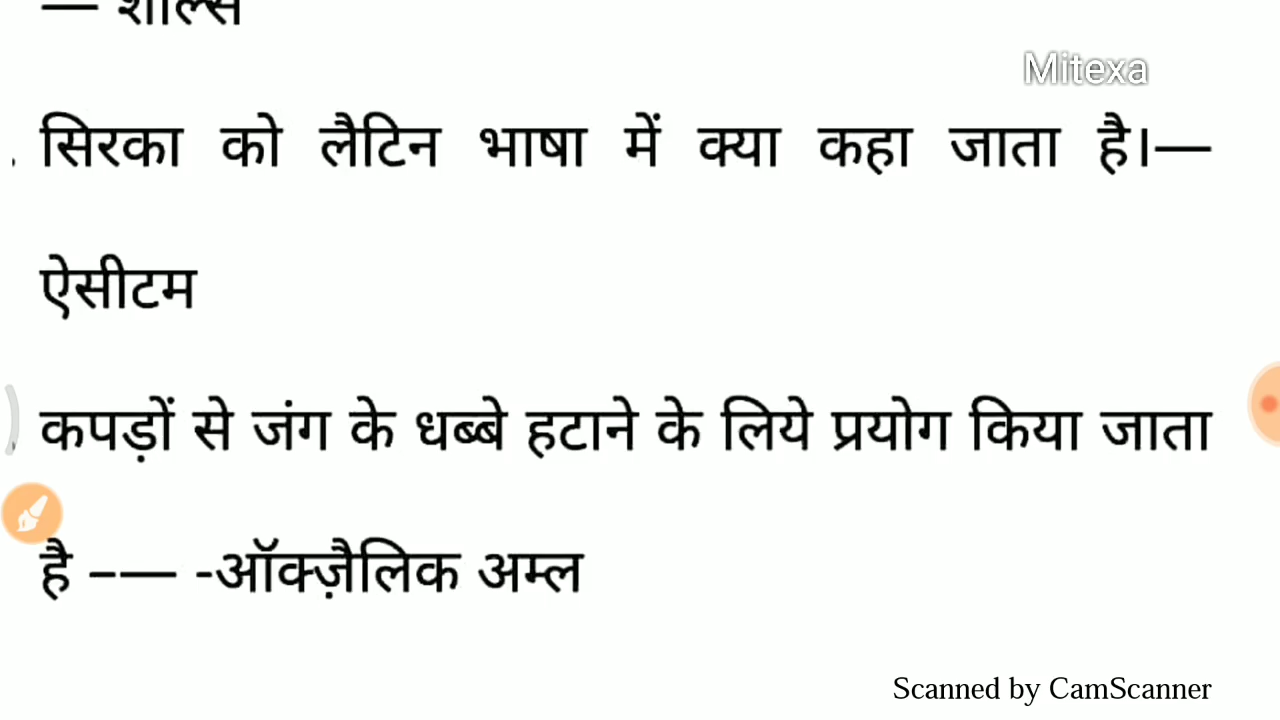 — शील्स
Mitexa
सिरका को लैटिन भाषा में क्या कहा जाता है।—
ऐसीटम
कपड़ों से जंग के धब्बे हटाने के लिये प्रयोग किया जाता
है –— -ऑक्ज़ैलिक अम्ल
Scanned by CamScanner